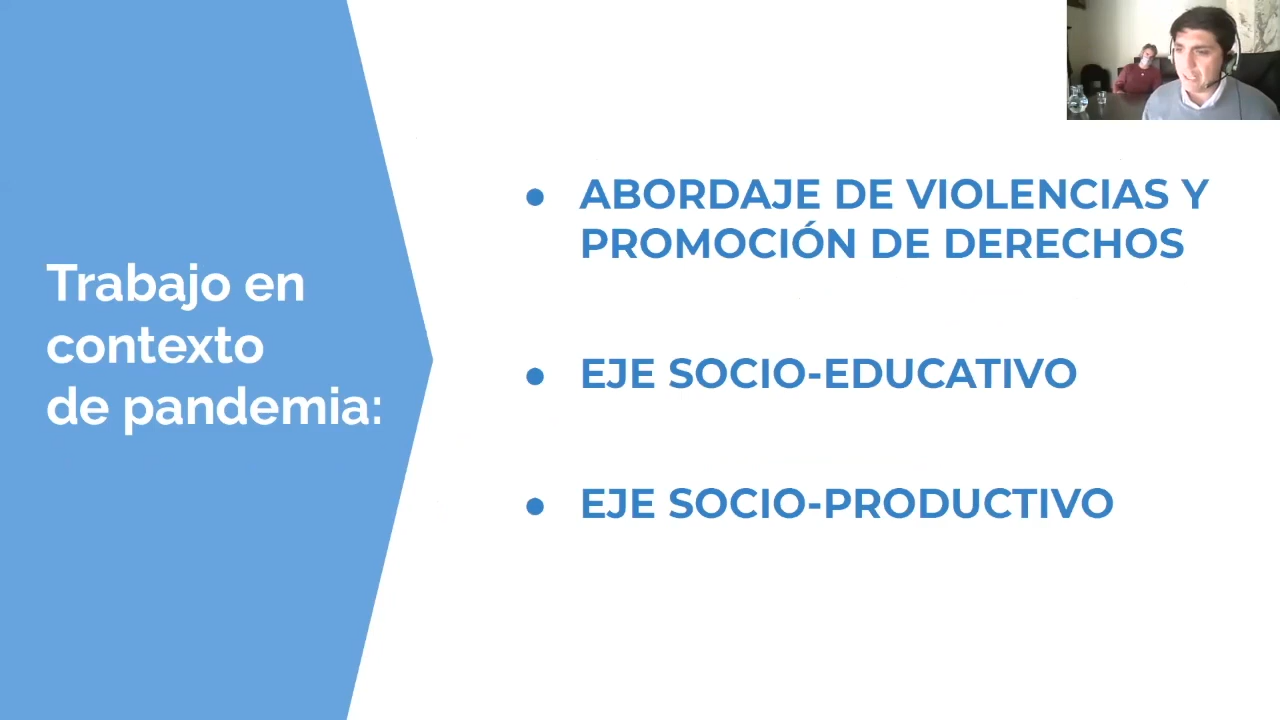 Trabajo en
contexto
de pandemia:
● ABORDAJE DE VIOLENCIAS Y
PROMOCIÓN DE DERECHOS
● EJE SOCIO-EDUCATIVO
● EJE SOCIO-PRODUCTIVO